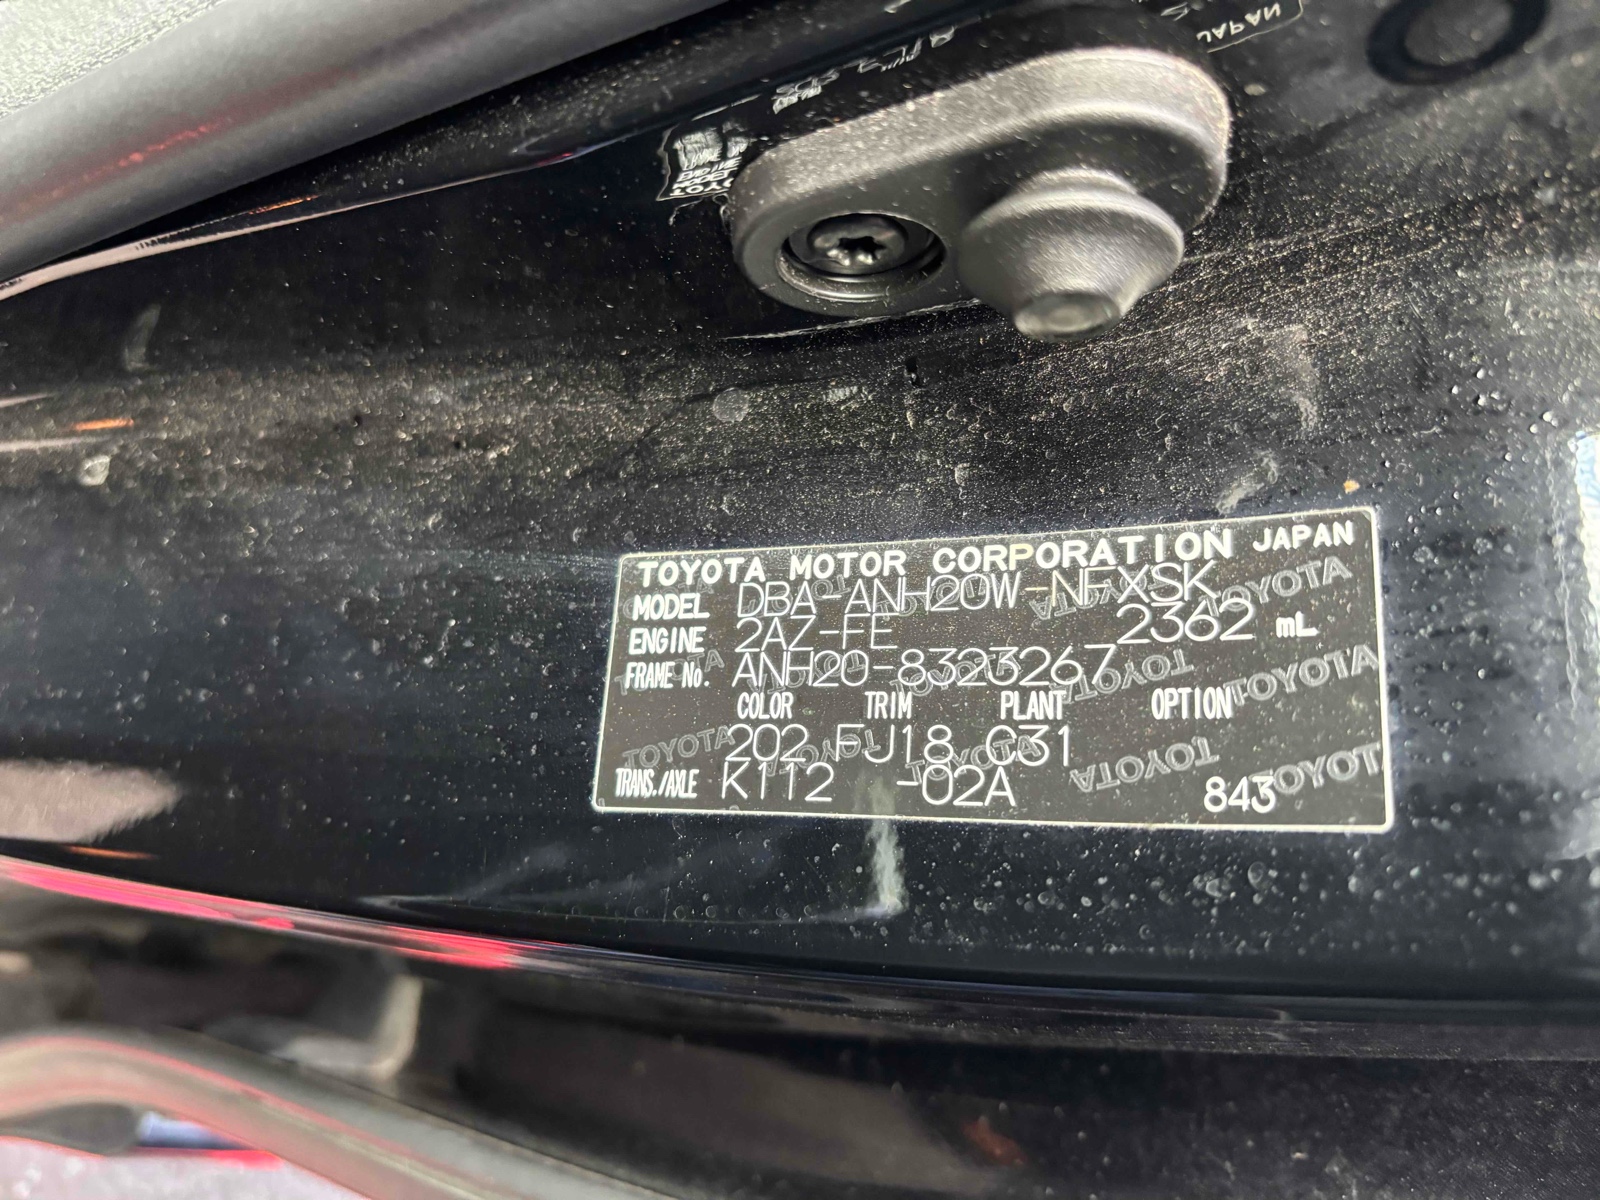 TOYOTA MOTOR CORPORATION JAPAN
MODEL DBA-ANH20W-NFXSK
ENGINE 2AZ-FE 2362 mL
FRAME No. ANH20-8323267
COLOR TRIM PLANT OPTION
202 FJ18 C31
TRANS./AXLE K112 -02A 843